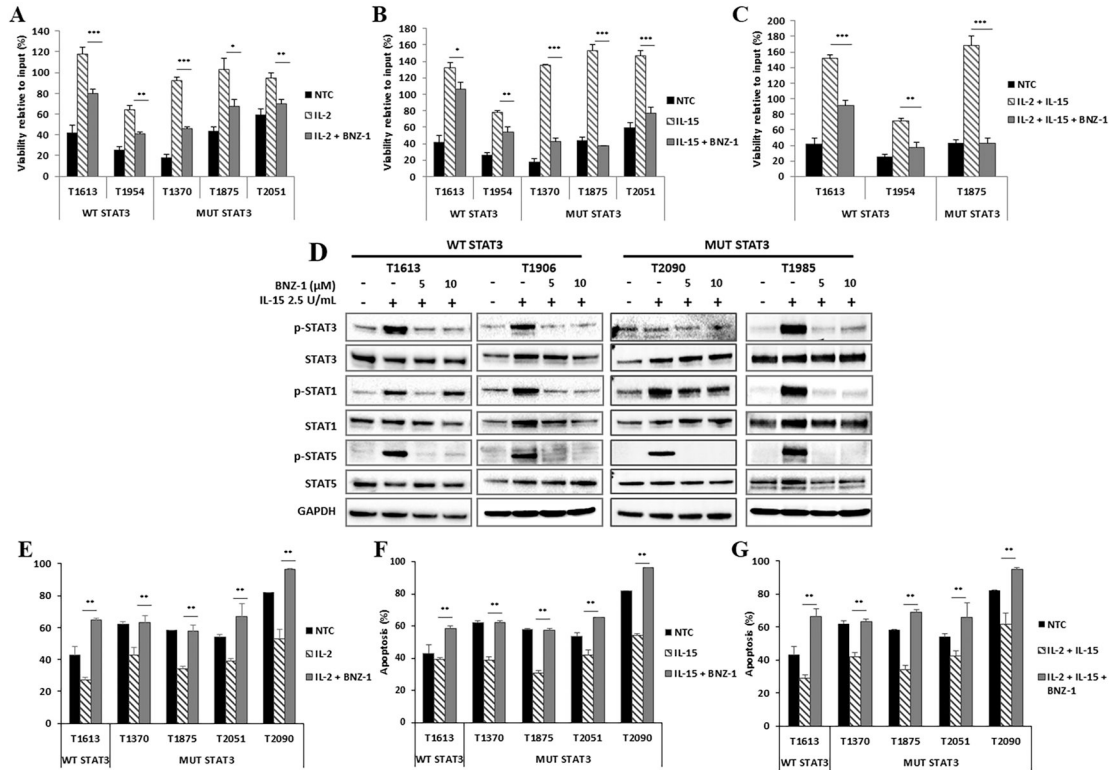 A
Viability relative to input (%)
140
120
100
80
60
40
20
0
***
**
***
*
**
NTC
IL-2
IL-2 + BNZ-1
T1613 T1954 T1370 T1875 T2051
WT STAT3 MUT STAT3
B
Viability relative to input (%)
180
160
140
120
100
80
60
40
20
0
*
**
***
***
***
NTC
IL-15
IL-15 + BNZ-1
T1613 T1954 T1370 T1875 T2051
WT STAT3 MUT STAT3
C
Viability relative to input (%)
200
180
160
140
120
100
80
60
40
20
0
***
**
***
NTC
IL-2 + IL-15
IL-2 + IL-15 + BNZ-1
T1613 T1954 T1875
WT STAT3 MUT STAT3
D
WT STAT3 MUT STAT3
T1613 T1906 T2090 T1985
BNZ-1 (µM) - - 5 10 - - 5 10 - - 5 10 - - 5 10
IL-15 2.5 U/mL - + + + - + + + - + + + - + + +
p-STAT3
STAT3
p-STAT1
STAT1
p-STAT5
STAT5
GAPDH
E
100
80
60
40
20
0
**
**
**
**
**
NTC
IL-2
IL-2 + BNZ-1
T1613 T1370 T1875 T2051 T2090
WT STAT3 MUT STAT3
F
Apoptosis (%)
100
80
60
40
20
0
**
**
**
**
**
NTC
IL-15
IL-15 + BNZ-1
T1613 T1370 T1875 T2051 T2090
WT STAT3 MUT STAT3
G
Apoptosis (%)
100
80
60
40
20
0
**
**
**
**
**
NTC
IL-2 + IL-15
IL-2 + IL-15 +
BNZ-1
T1613 T1370 T1875 T2051 T2090
WT STAT3 MUT STAT3